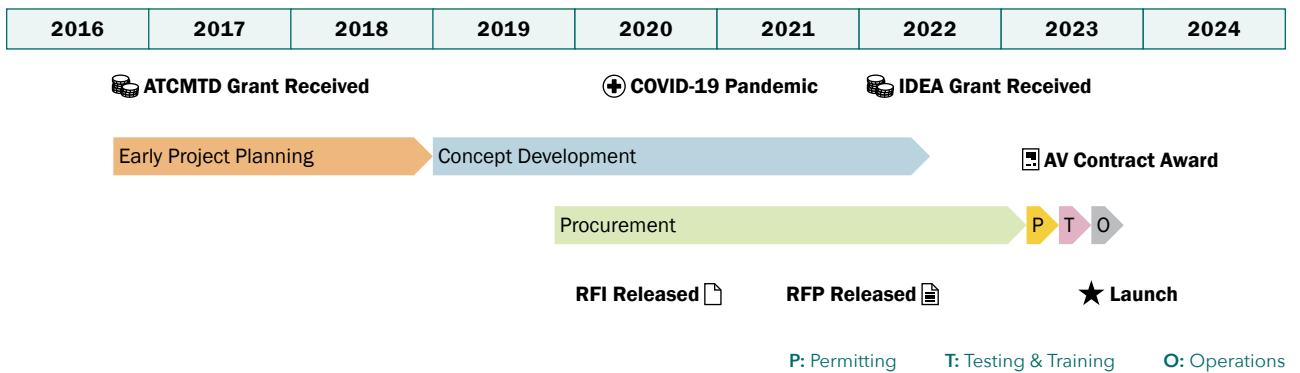 2016 2017 2018 2019 2020 2021 2022 2023 2024
ATCMTD Grant Received COVID-19 Pandemic IDEA Grant Received
Early Project Planning Concept Development
AV Contract Award
Procurement P T O
RFI Released RFP Released Launch
P: Permitting T: Testing & Training O: Operations